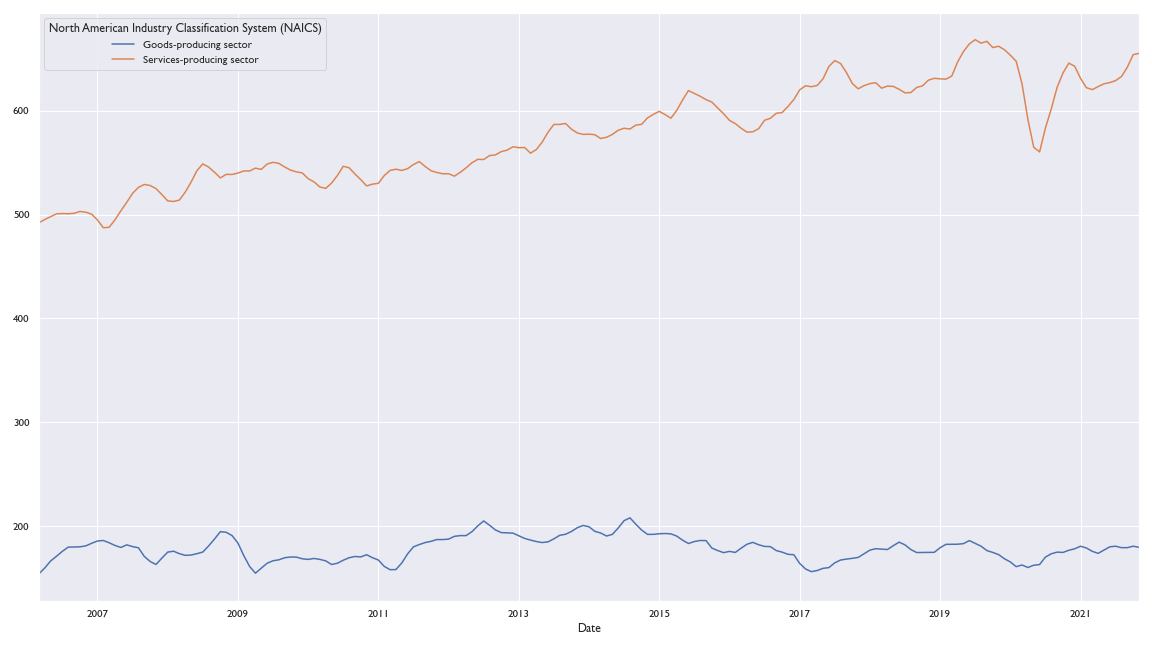 North American Industry Classification System (NAICS)
Goods-producing sector
Services-producing sector
600
500
400
300
200
2007 2009 2011 2013 2015 2017 2019 2021
Date